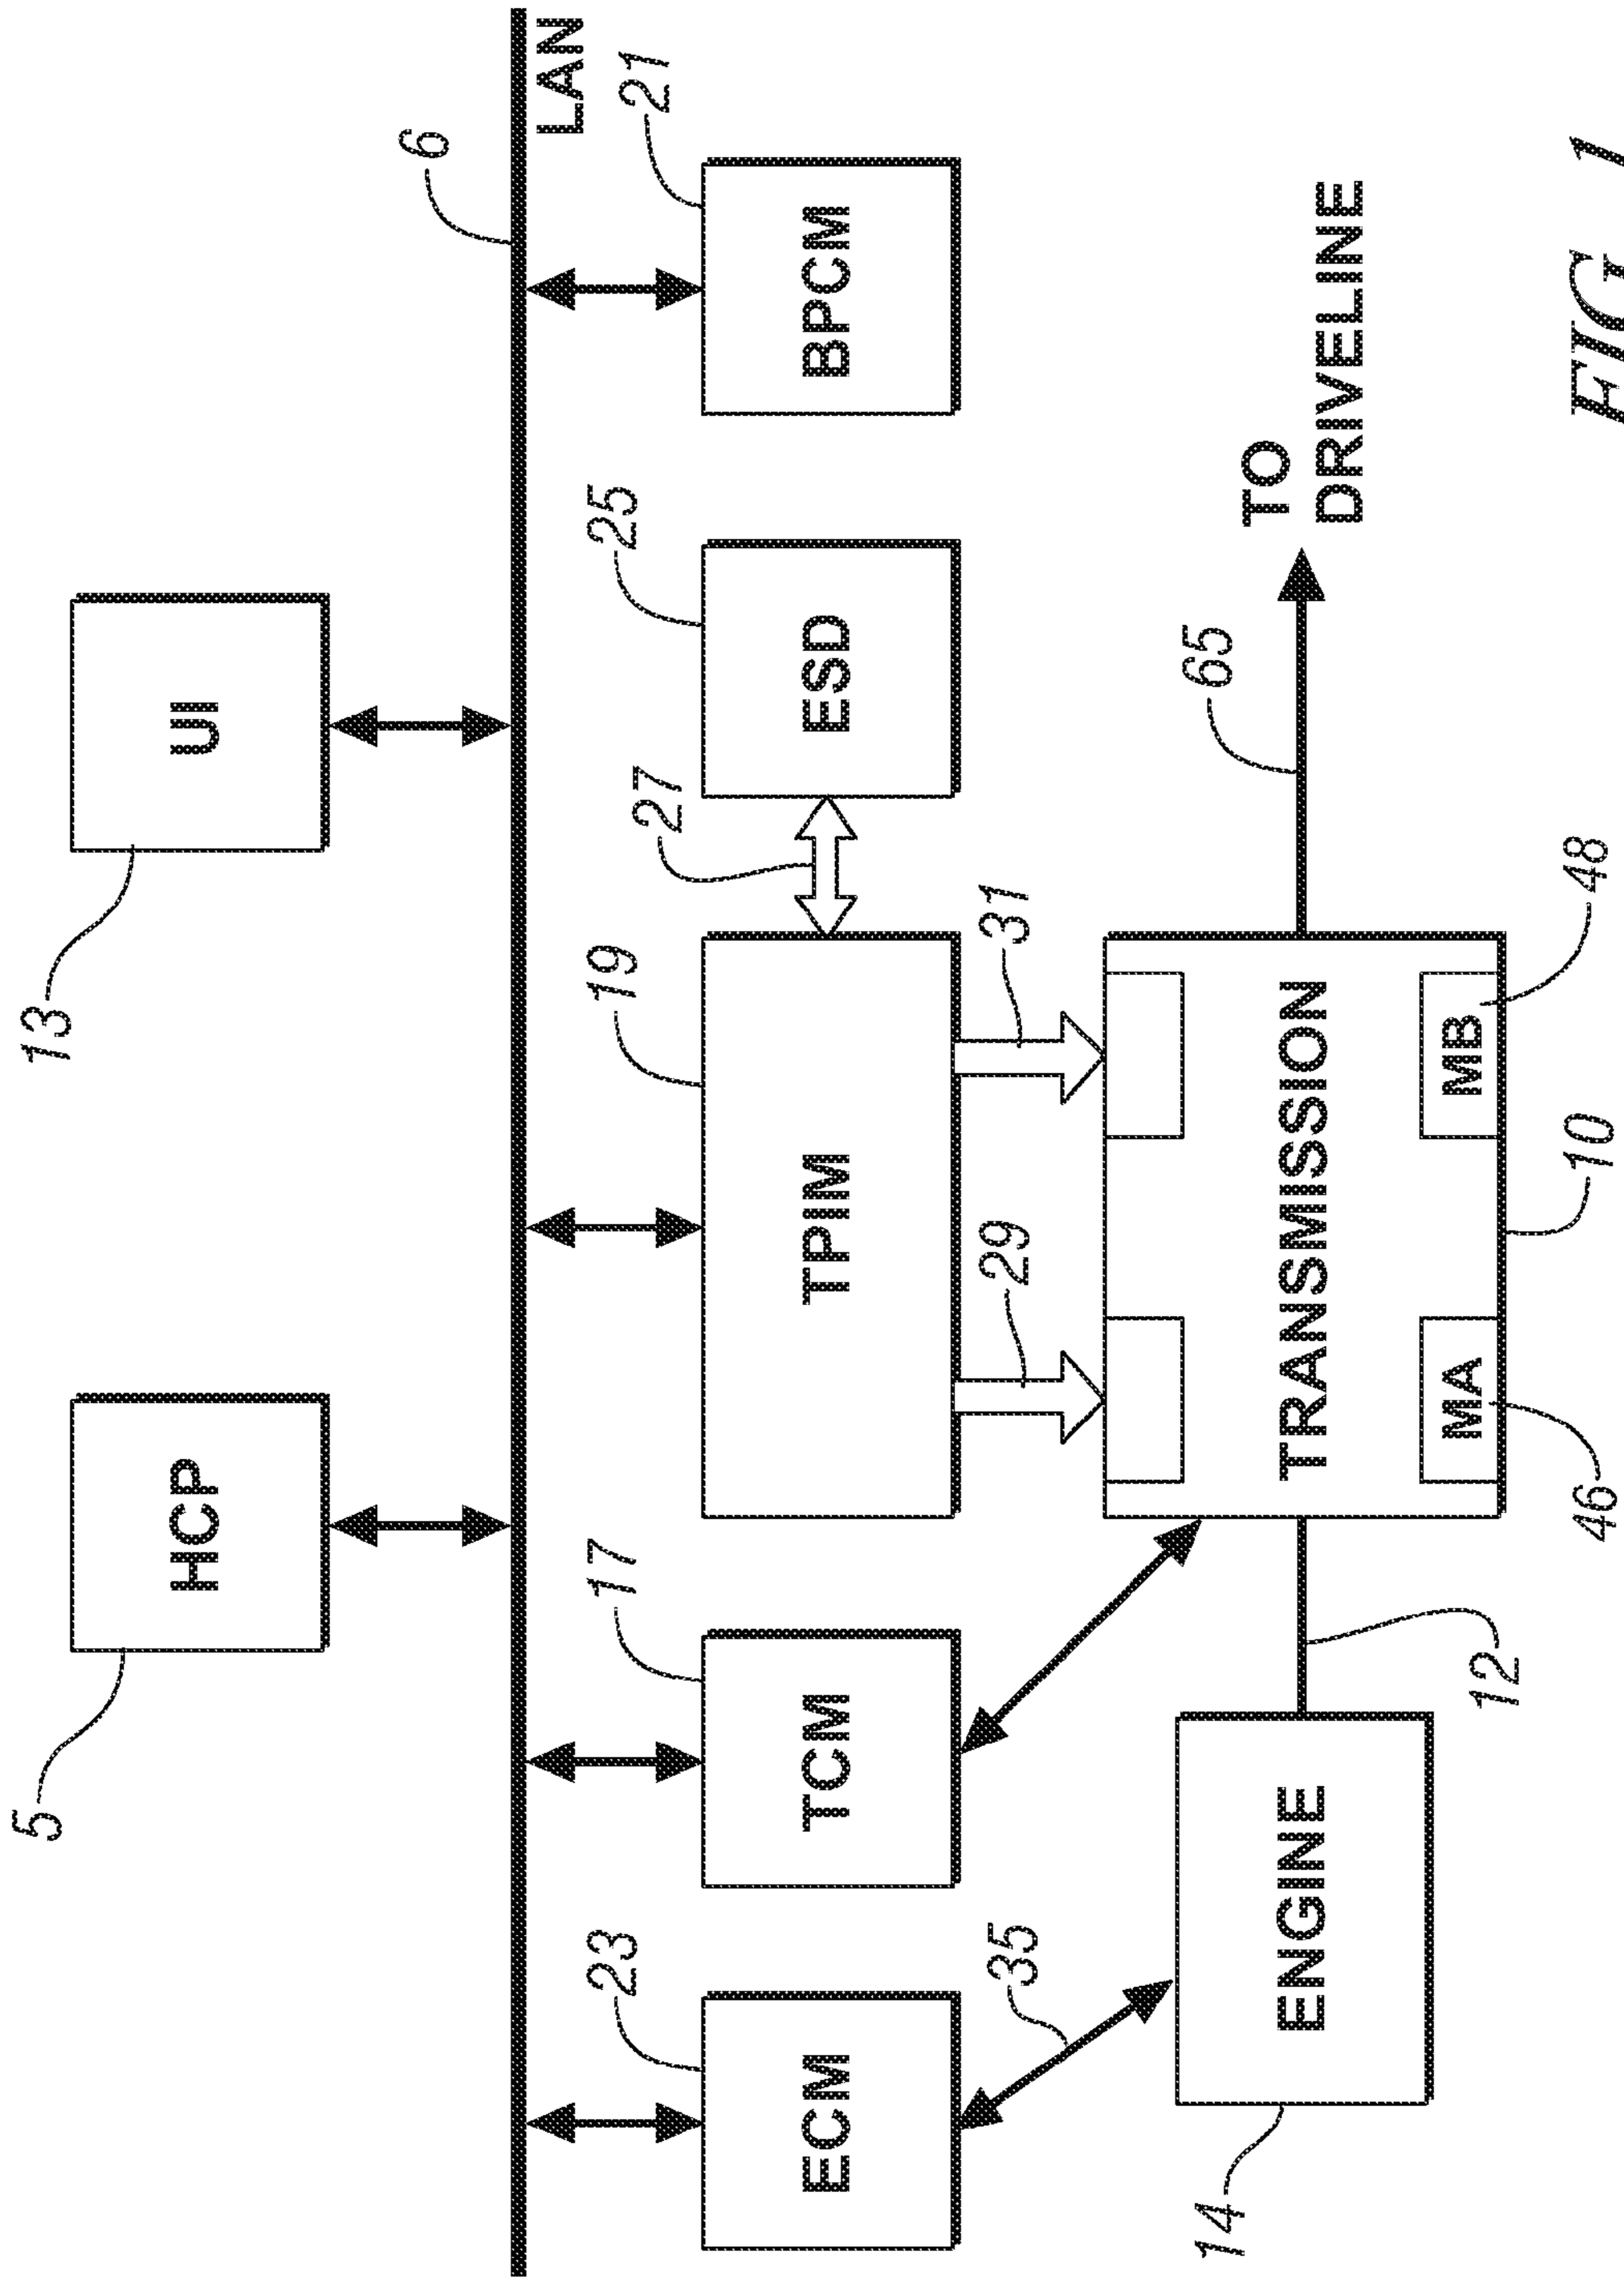 5
HCP
13
UI
6
LAN
23
ECM
17
TCM
19
TPIM
27
25
ESD
21
BPCM
35
29
31
14
ENGINE
12
TRANSMISSION
MA
46
MB
48
10
65
TO
DRIVELINE
FIG. 1